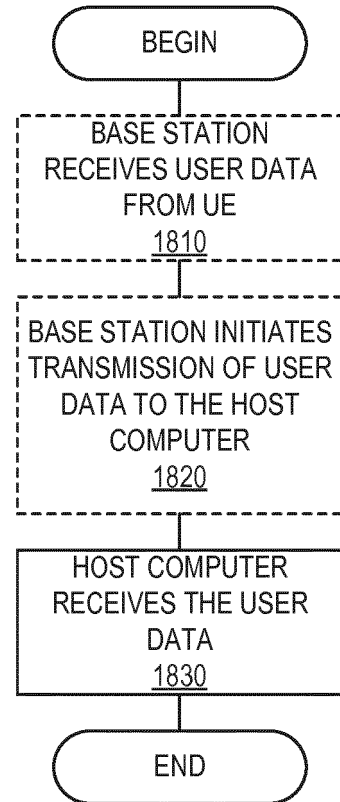 BEGIN
BASE STATION
RECEIVES USER DATA
FROM UE
1810
BASE STATION INITIATES
TRANSMISSION OF USER
DATA TO THE HOST
COMPUTER
1820
HOST COMPUTER
RECEIVES THE USER
DATA
1830
END